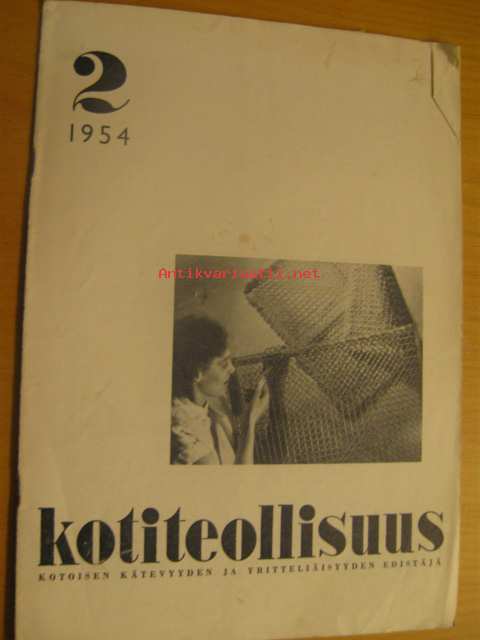 2
1954
Antikvariaatti.net
kotiteollisuus
KOTOISEN KÄTEVYYDEN JA YRITTELIÄISYYDEN EDISTÄJÄ